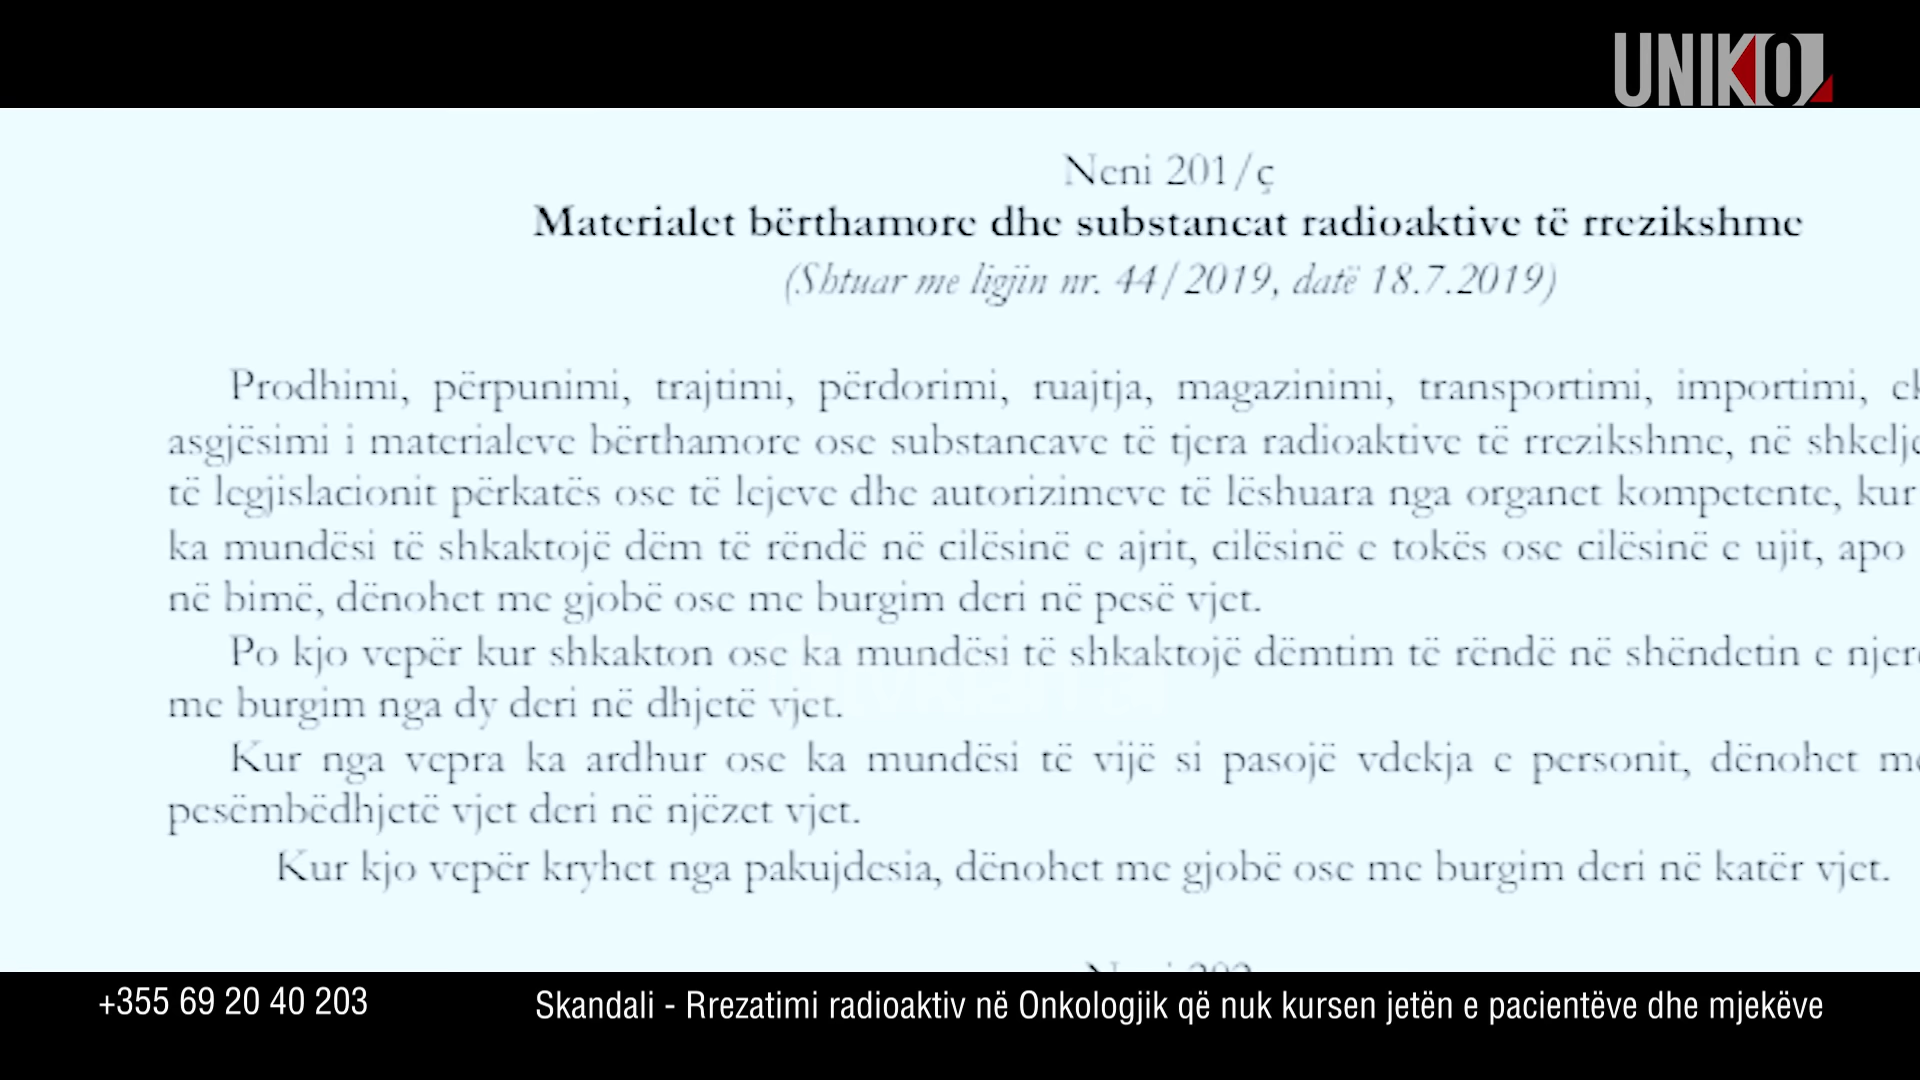 UNIKO
Neni 201/ç
Materialet bërthamore dhe substancat radioaktive të rrezikshme
(Shtuar me ligjin nr. 44/2019, datë 18.7.2019)
Prodhimi, përpunimi, trajtimi, përdorimi, ruajtja, magazinimi, transportimi, importimi,
asgjësimi i materialeve bërthamore ose substancave të tjera radioaktive të rrezikshme, në
të legjislacionit përkatës ose të lejeve dhe autorizimeve të lëshuara nga organet kompetente, kur
ka mundësi të shkaktojë dëm të rëndë në cilësinë e ajrit, cilësinë e tokës ose cilësinë e ujit, apo
në bimë, dënohet me gjobë ose me burgim deri në pesë vjet.
Po kjo vepër kur shkakton ose ka mundësi të shkaktojë dëmtim të rëndë në shëndetin e
me burgim nga dy deri në dhjetë vjet.
Kur nga vepra ka ardhur ose ka mundësi të vijë si pasojë vdekja e personit, dënohet me
pesëmbëdhjetë vjet deri në njëzet vjet.
Kur kjo vepër kryhet nga pakujdesia, dënohet me gjobë ose me burgim deri në katër vjet.
+355 69 20 40 203
Skandali - Rrezatimi radioaktiv në Onkologjik që nuk kursen jetën e pacientëve dhe mjekëve